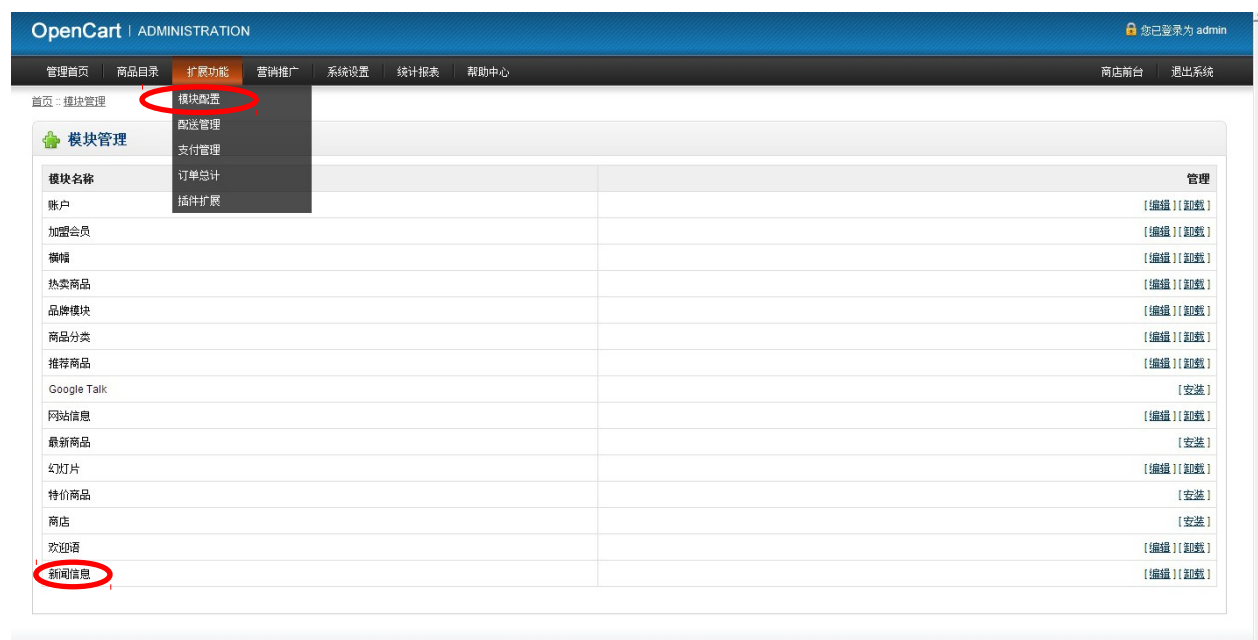 OpenCart | ADMINISTRATION 您已登录为 admin
管理首页 商品目录 扩展功能 营销推广 系统设置 统计报表 帮助中心 商店前台 退出系统
首页 :: 模块管理
模块配置
配送管理
支付管理
订单总计
插件扩展
模块管理
模块名称 管理
账户 [ 编辑 ] [ 卸载 ]
加盟会员 [ 编辑 ] [ 卸载 ]
横幅 [ 编辑 ] [ 卸载 ]
热卖商品 [ 编辑 ] [ 卸载 ]
品牌模块 [ 编辑 ] [ 卸载 ]
商品分类 [ 编辑 ] [ 卸载 ]
推荐商品 [ 编辑 ] [ 卸载 ]
Google Talk [ 安装 ]
网站信息 [ 编辑 ] [ 卸载 ]
最新商品 [ 安装 ]
幻灯片 [ 编辑 ] [ 卸载 ]
特价商品 [ 安装 ]
商店 [ 安装 ]
欢迎语 [ 编辑 ] [ 卸载 ]
新闻信息 [ 编辑 ] [ 卸载 ]